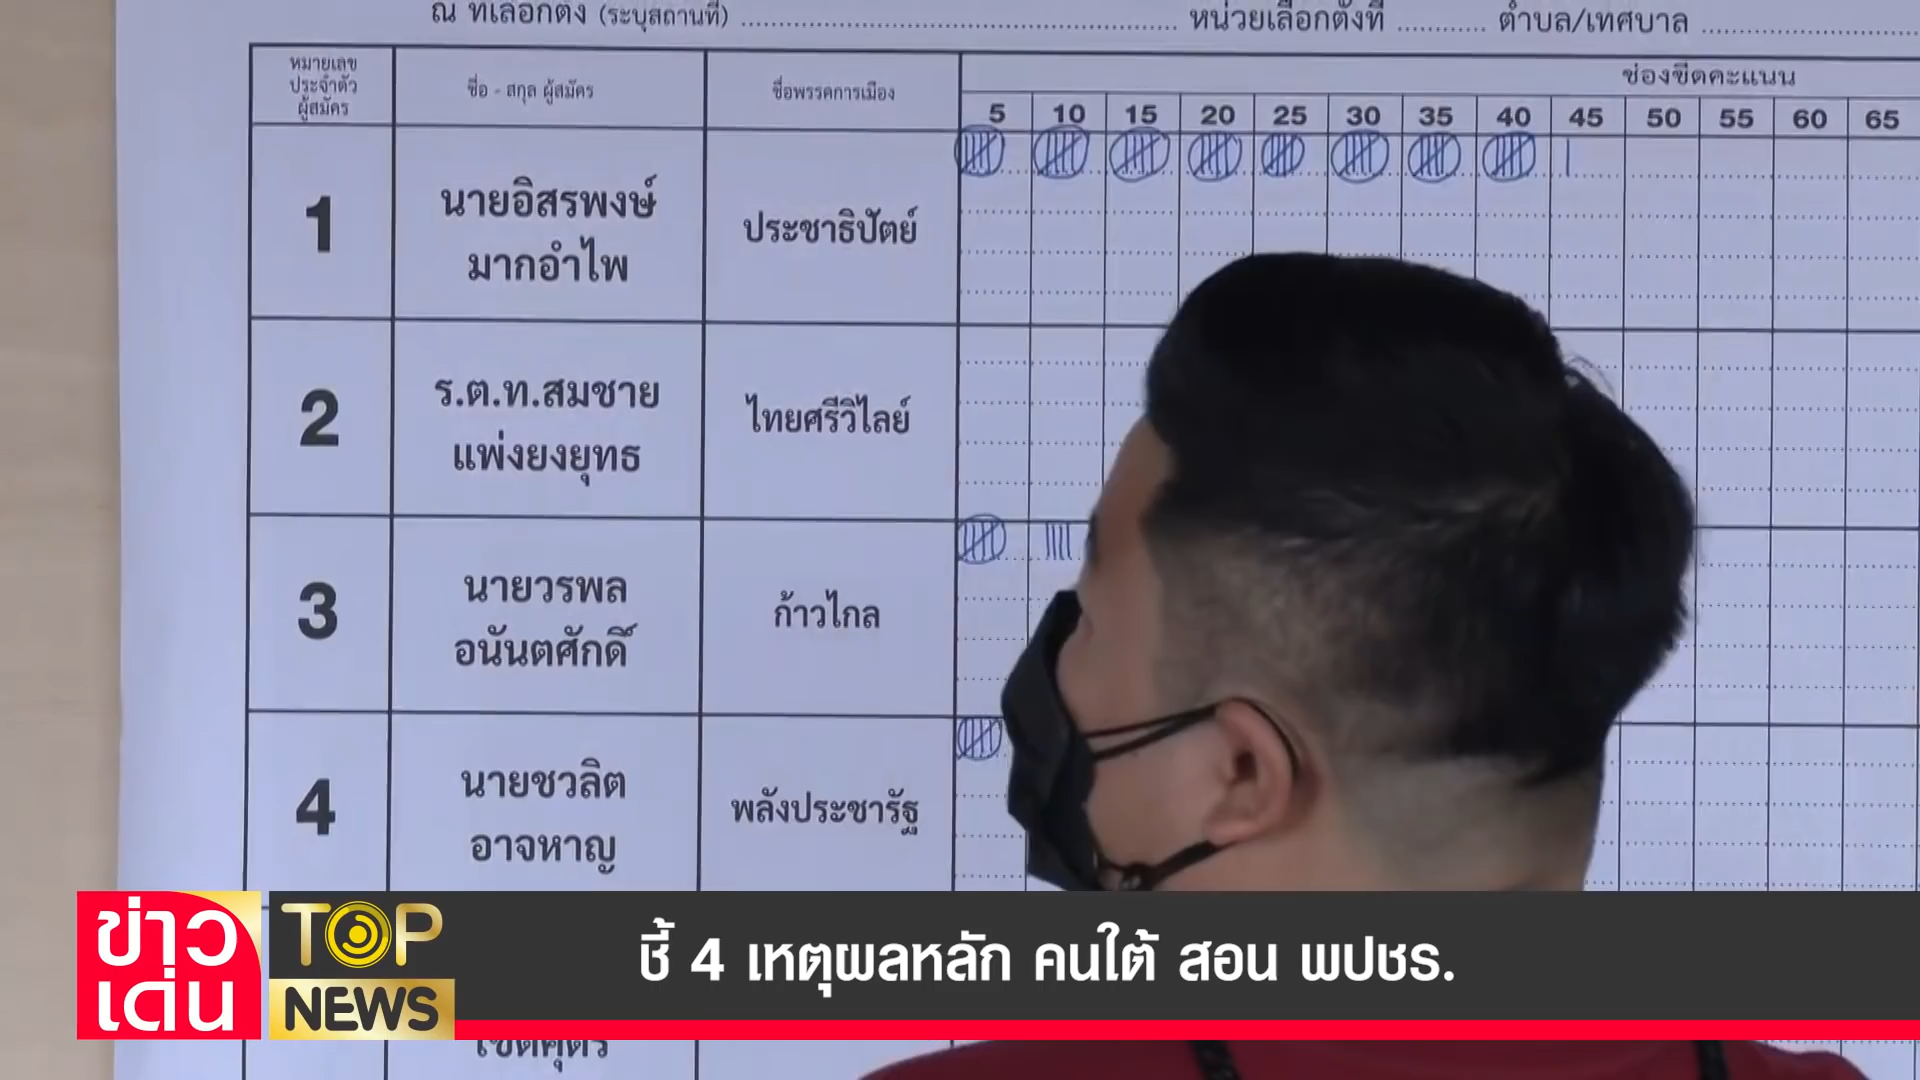 ณ ที่เลือกตั้ง (ระบุสถานที่) หน่วยเลือกตั้งที่ ตำบล/เทศบาล
หมายเลข
ประจำตัว
ผู้สมัคร
ชื่อ - สกุล ผู้สมัคร
ชื่อพรรคการเมือง
ช่องขีดคะแนน
5 10 15 20 25 30 35 40 45 50 55 60 65
1
นายอิสรพงษ์
มากอำไพ
ประชาธิปัตย์
2
ร.ต.ท.สมชาย
แพ่งยงยุทธ
ไทยศรีวิไลย์
3
นายวรพล
อนันตศักดิ์
ก้าวไกล
4
นายชวลิต
อาจหาญ
พลังประชารัฐ
ข่าว
เด่น
TOP
NEWS
ชี้ 4 เหตุผลหลัก คนใต้ สอน พปชร.